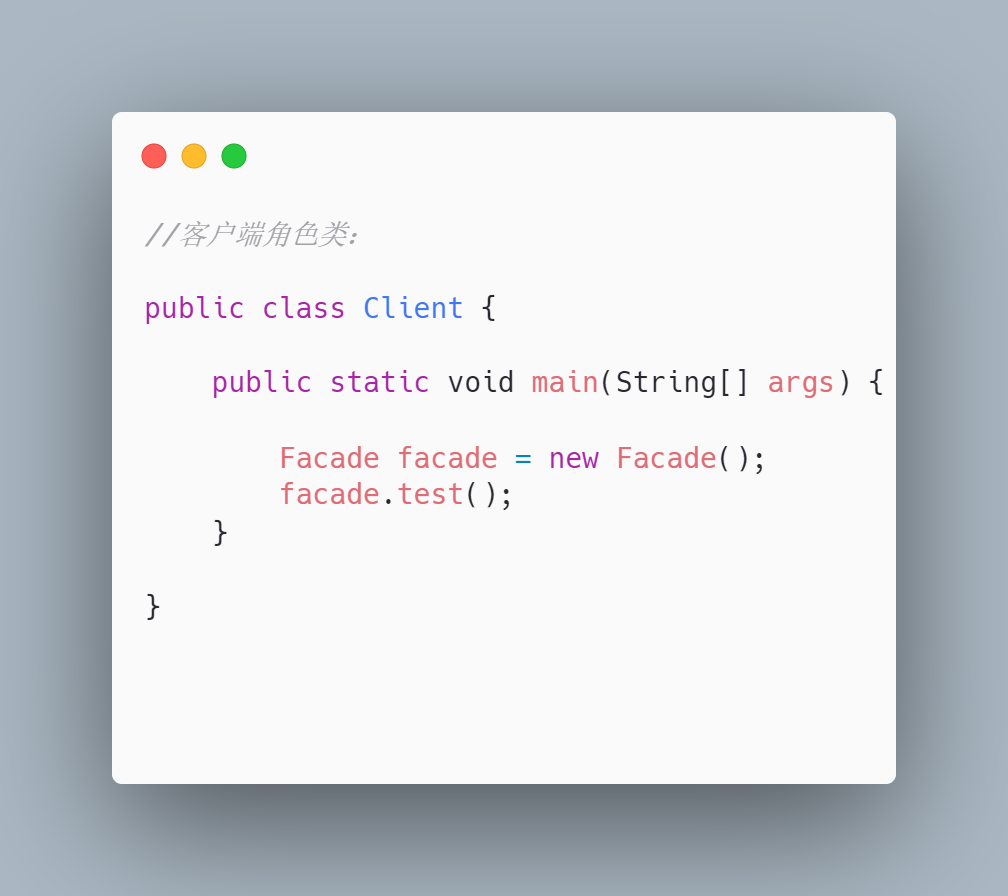 //客户端角色类：
public class Client {
    public static void main(String[] args) {
        Facade facade = new Facade();
        facade.test();
    }
}